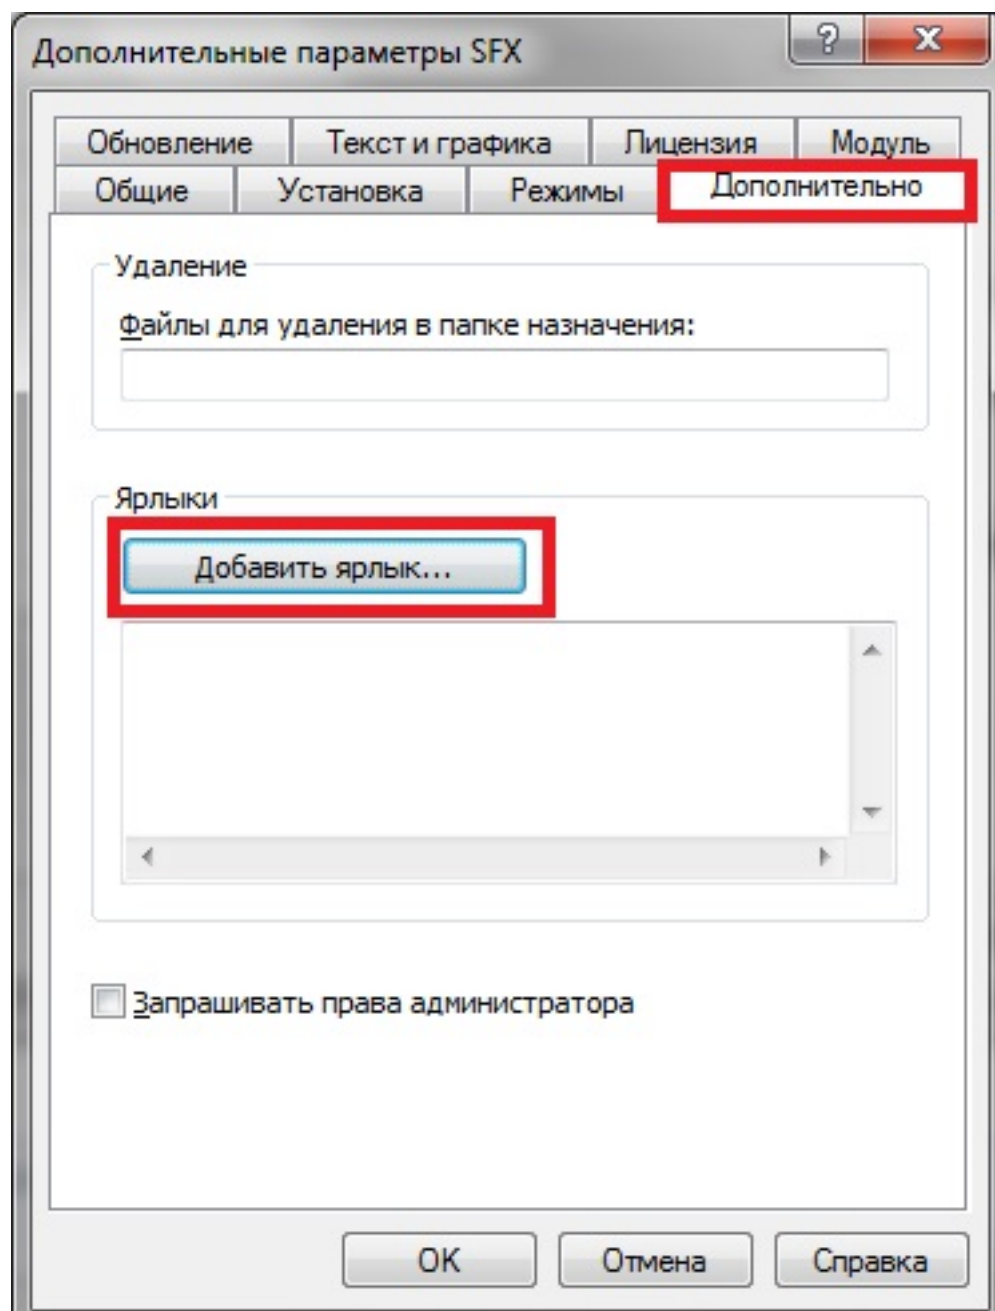 Дополнительные параметры SFX
Обновление Текст и графика Лицензия Модуль
Общие Установка Режимы Дополнительно
Удаление
Файлы для удаления в папке назначения:
Ярлыки
Добавить ярлык...
Запрашивать права администратора
OK Отмена Справка